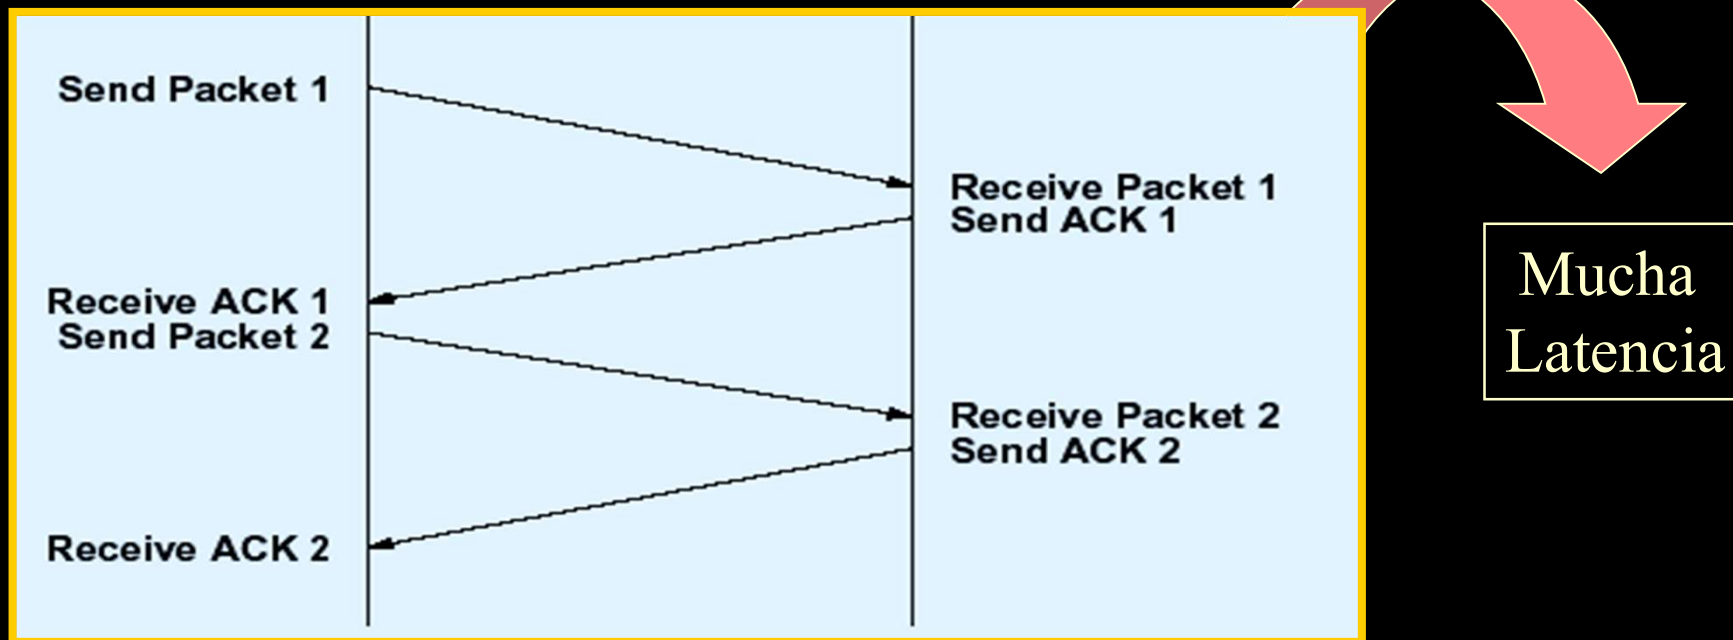 Send Packet 1
Receive Packet 1
Send ACK 1
Receive ACK 1
Send Packet 2
Receive Packet 2
Send ACK 2
Receive ACK 2
Mucha
Latencia